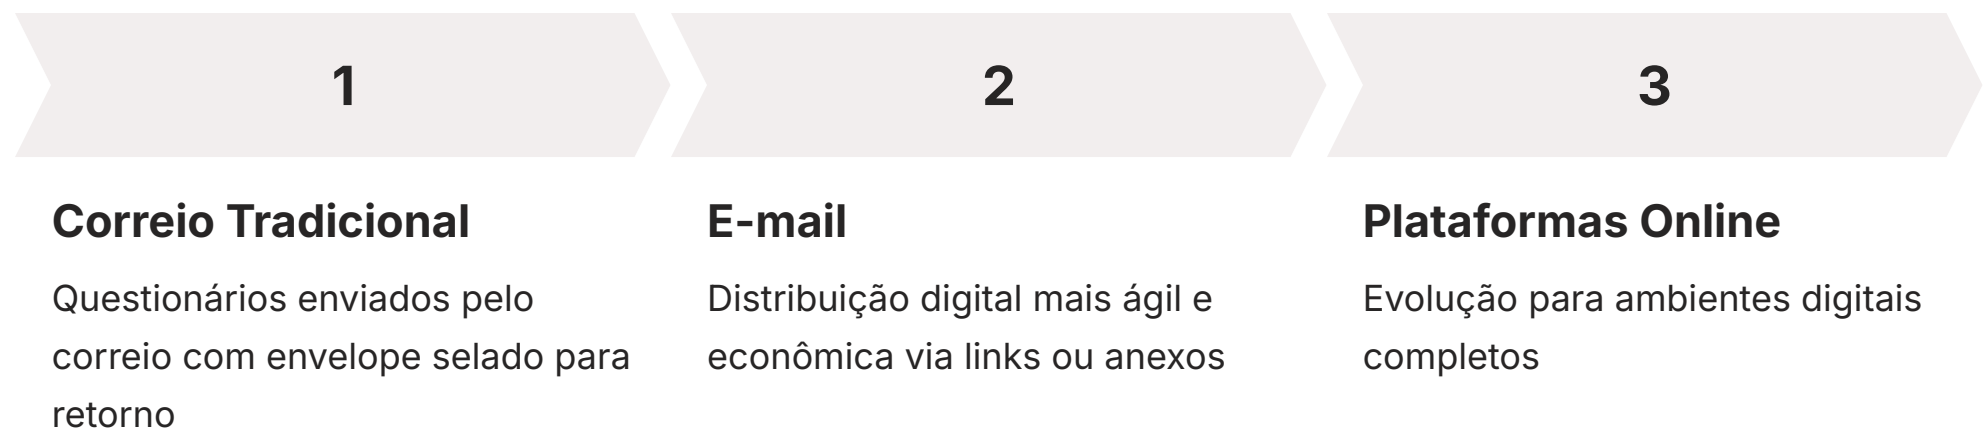 1
Correio Tradicional
Questionários enviados pelo
correio com envelope selado para
retorno
2
E-mail
Distribuição digital mais ágil e
econômica via links ou anexos
3
Plataformas Online
Evolução para ambientes digitais
completos